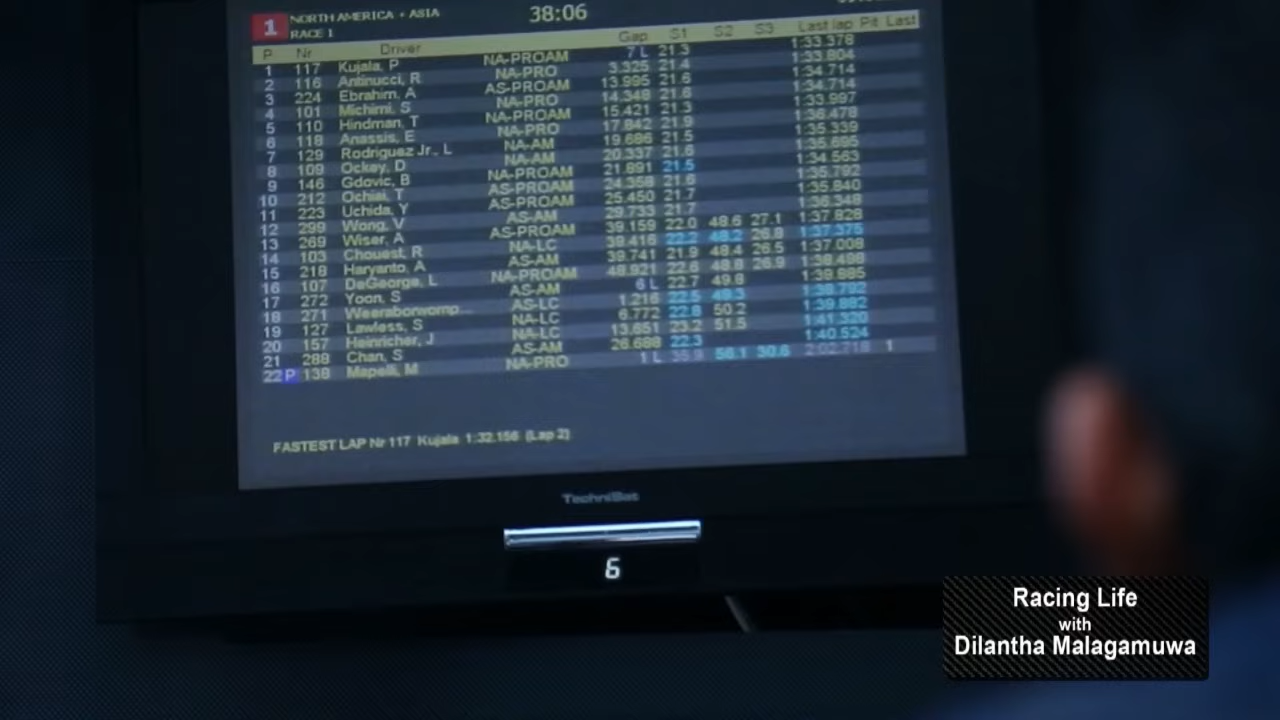 1 NORTH AMERICA + ASIA 38:06
RACE 1
P Nr Driver Gap S1 S2 S3 Last lap Pit Last
1 117 Kujala, P NA-PROAM 7 L 21.3 1:33.378
2 116 Antinucci, R NA-PRO 3.325 21.4 1:33.804
3 224 Ebrahim, A AS-PROAM 13.995 21.6 1:34.714
4 101 Michimi, S NA-PRO 14.348 21.6 1:34.714
5 110 Hindman, T NA-PROAM 15.421 21.3 1:33.997
6 118 Anassis, E NA-PRO 17.842 21.9 1:36.478
7 129 Rodriguez Jr., L NA-AM 19.686 21.5 1:35.339
8 109 Ockey, D NA-AM 20.337 21.6 1:35.695
9 146 Gdovic, B NA-PROAM 21.891 21.5 1:34.563
10 212 Ochiai, T AS-PROAM 24.358 21.6 1:35.792
11 223 Uchida, Y AS-PROAM 25.450 21.7 1:35.840
12 299 Wong, V AS-AM 29.733 21.7 1:36.348
13 269 Wiser, A AS-PROAM 39.159 22.0 48.6 27.1 1:37.828
14 103 Chouest, R NA-LC 39.416 22.2 48.2 26.8 1:37.375
15 218 Haryanto, A AS-AM 39.741 21.9 48.4 26.5 1:37.008
16 107 DeGeorge, L NA-PROAM 48.921 22.6 48.8 26.9 1:38.498
17 272 Yoon, S AS-AM 6 L 22.7 49.8 1:39.885
18 271 Weerabonwomp... AS-LC 1.216 22.5 49.3 1:38.792
19 127 Lawless, S NA-LC 6.772 22.8 50.2 1:39.882
20 157 Heinricher, J NA-LC 13.651 23.2 51.5 1:41.320
21 288 Chan, S AS-AM 26.688 22.3 1:40.524
22 P 138 Mapelli, M NA-PRO 1 L 35.9 56.1 30.6 2:02.718 1
FASTEST LAP Nr 117 Kujala 1:32.156 (Lap 2)
TechniSat
6
Racing Life
with
Dilantha Malagamuwa